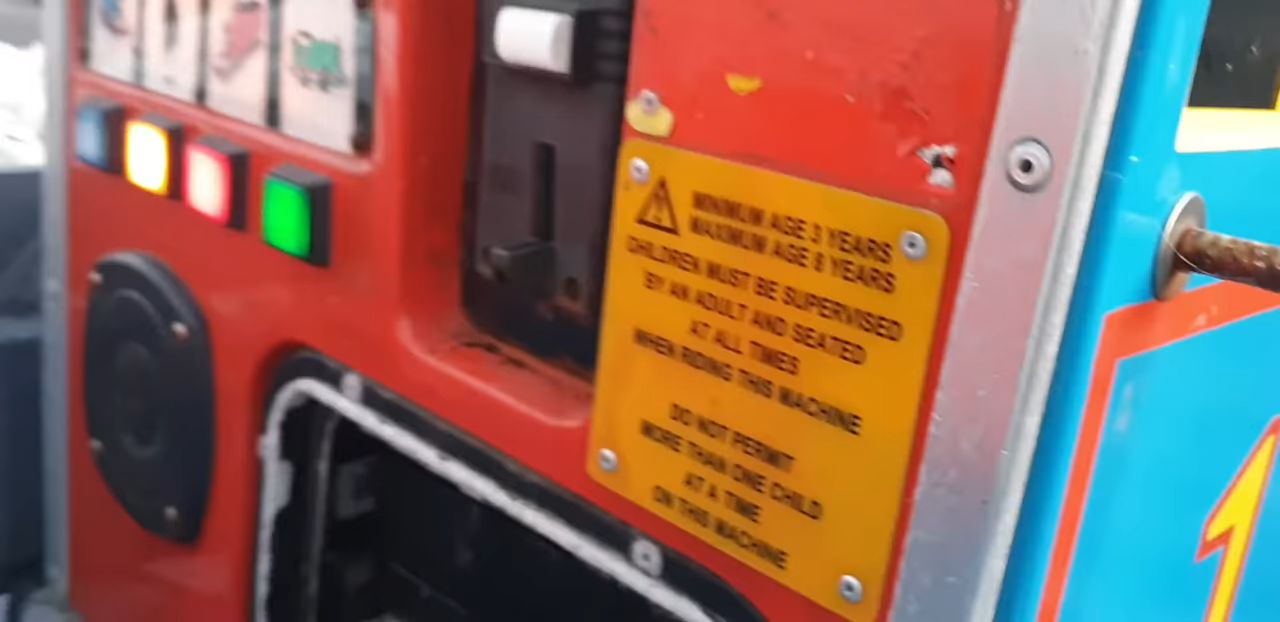 MINIMUM AGE 3 YEARS
MAXIMUM AGE 8 YEARS
CHILDREN MUST BE SUPERVISED
BY AN ADULT AND SEATED
AT ALL TIMES
WHEN RIDING THIS MACHINE
DO NOT PERMIT
MORE THAN ONE CHILD
AT A TIME
ON THIS MACHINE
1